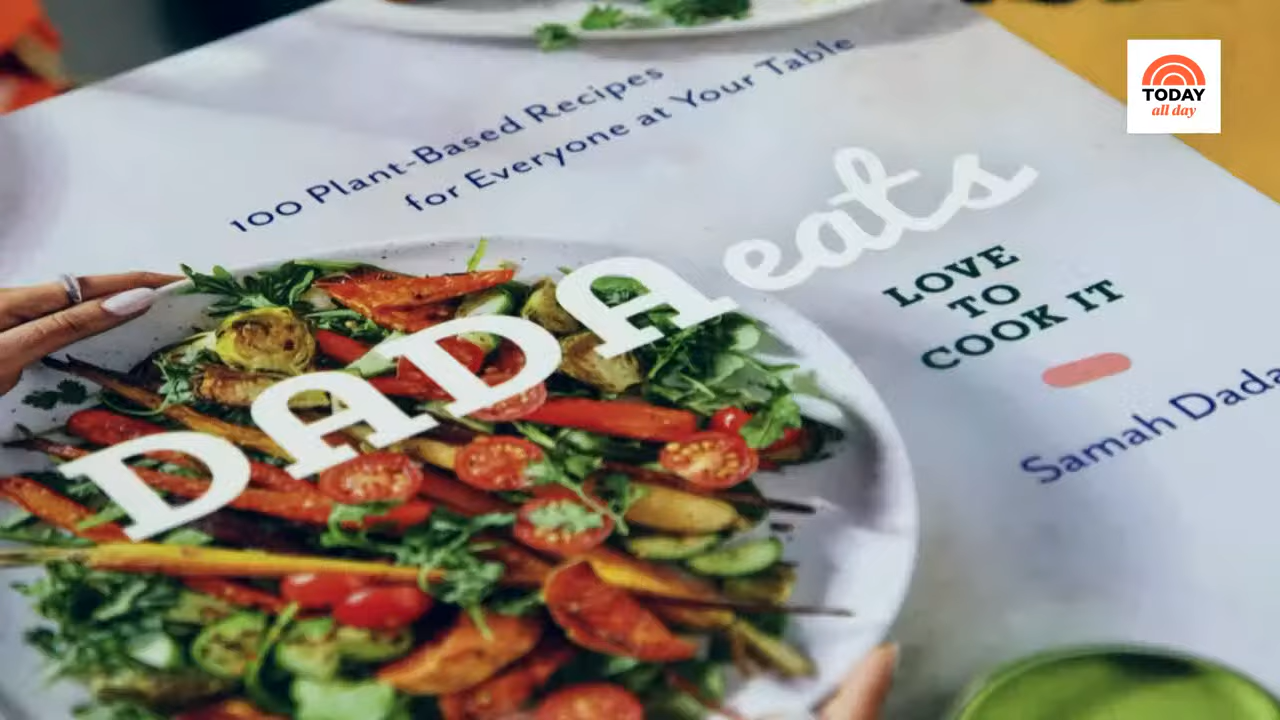 100 Plant-Based Recipes
for Everyone at Your Table
DADA eats
LOVE
TO
COOK IT
Samah Dada
TODAY
all day